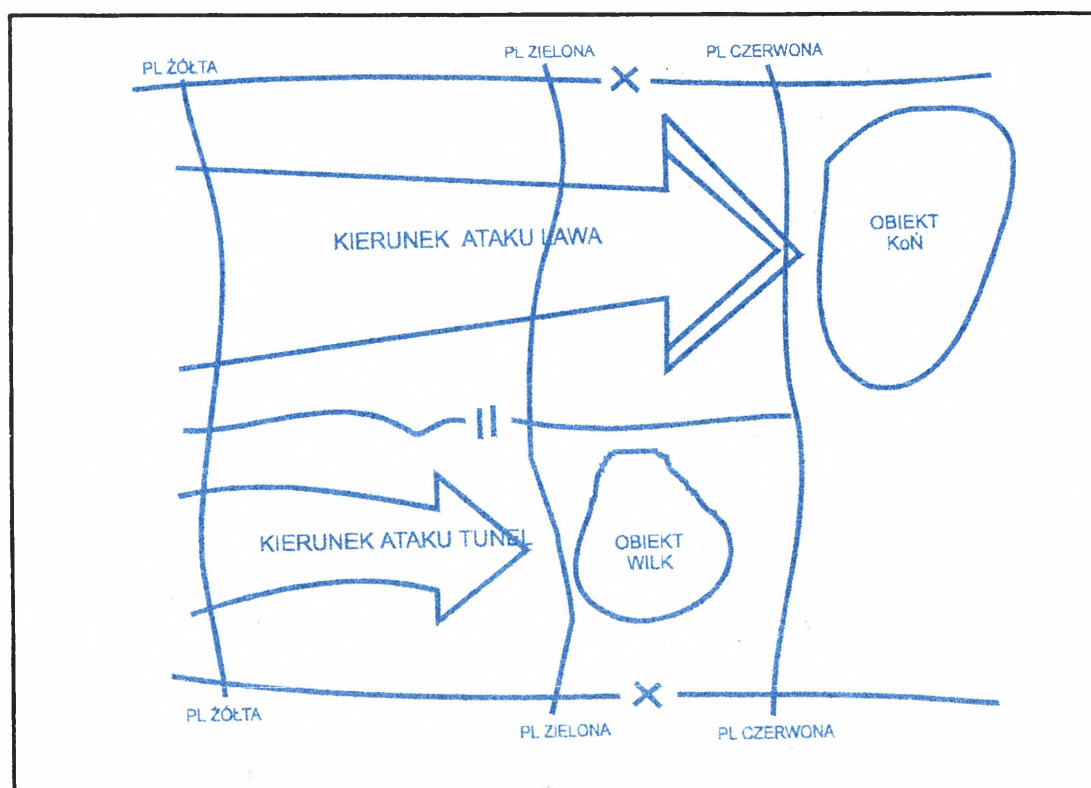 PL ŻÓŁTA
PL ZIELONA
PL CZERWONA
KIERUNEK ATAKU ŁAWA
OBIEKT
KoŃ
KIERUNEK ATAKU TUNEL
OBIEKT
WILK
PL ŻÓŁTA
PL ZIELONA
PL CZERWONA